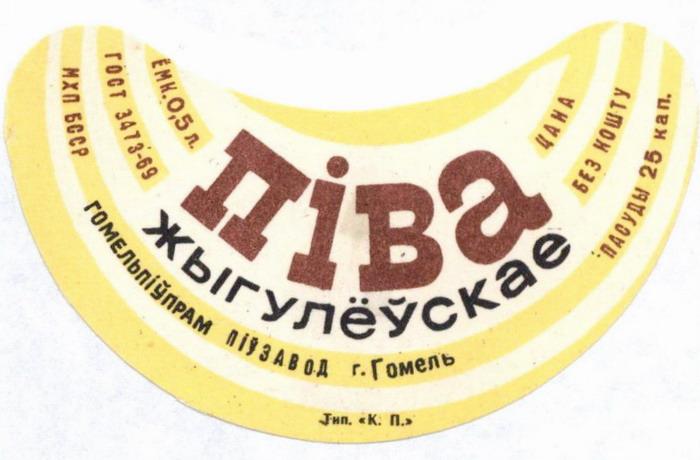 МХП БССР
ГОСТ 3473-69
ЁМК. 0,5 л.
піва
жыгулёўскае
ЦАНА
БЕЗ КОШТУ
ПАСУДЫ 25 кап.
ГОМЕЛЬПІЎПРАМ ПІЎЗАВОД г. Гомель
Тип. «К. П.»